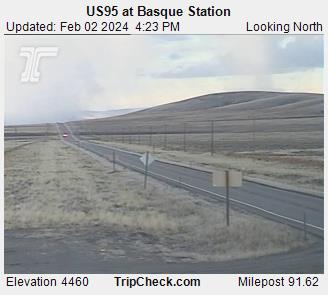 US95 at Basque Station
Updated: Feb 02 2024 4:23 PM Looking North
Elevation 4460 TripCheck.com Milepost 91.62